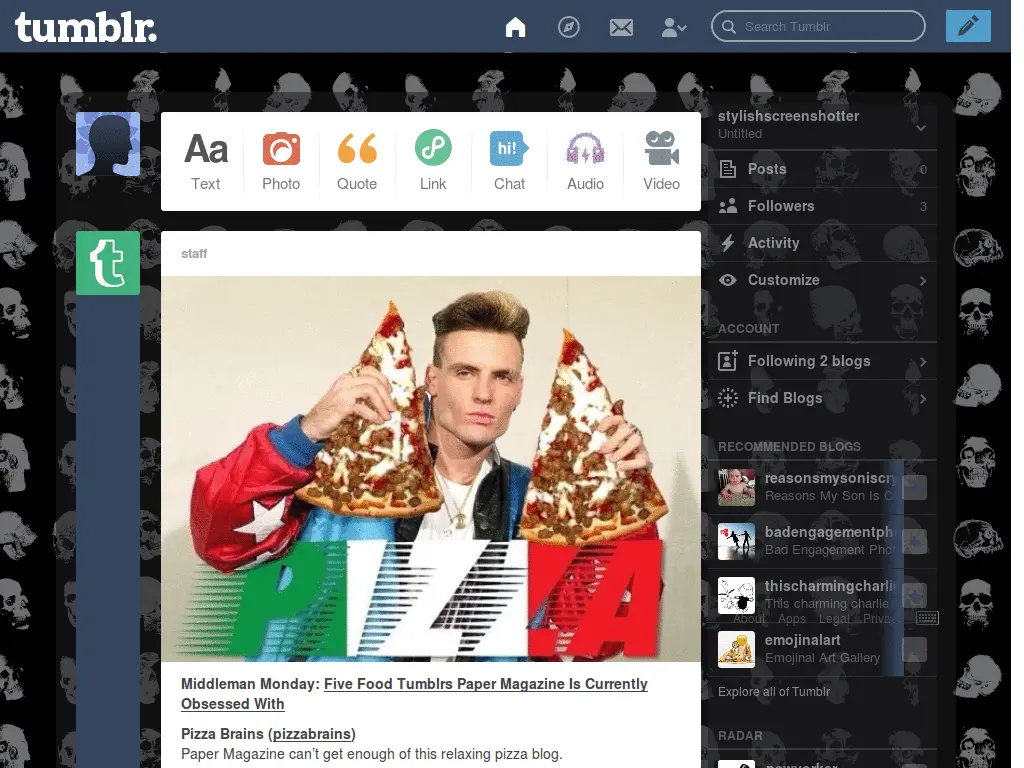 tumblr.
Search Tumblr
Aa
hi!
Text Photo Quote Link Chat Audio Video
stylishscreenshotter
Untitled
Posts 0
Followers 3
Activity
Customize
ACCOUNT
Following 2 blogs
Find Blogs
RECOMMENDED BLOGS
reasonsmysoniscry
Reasons My Son Is C
badengagementph
Bad Engagement Phot
thischarmingcharli
This charming charlie
About Apps Legal Privac
emojinalart
Emojinal Art Gallery
Explore all of Tumblr
RADAR
newyorker
t
staff
PIZZA
Middleman Monday: Five Food Tumblrs Paper Magazine Is Currently
Obsessed With
Pizza Brains (pizzabrains)
Paper Magazine can't get enough of this relaxing pizza blog.